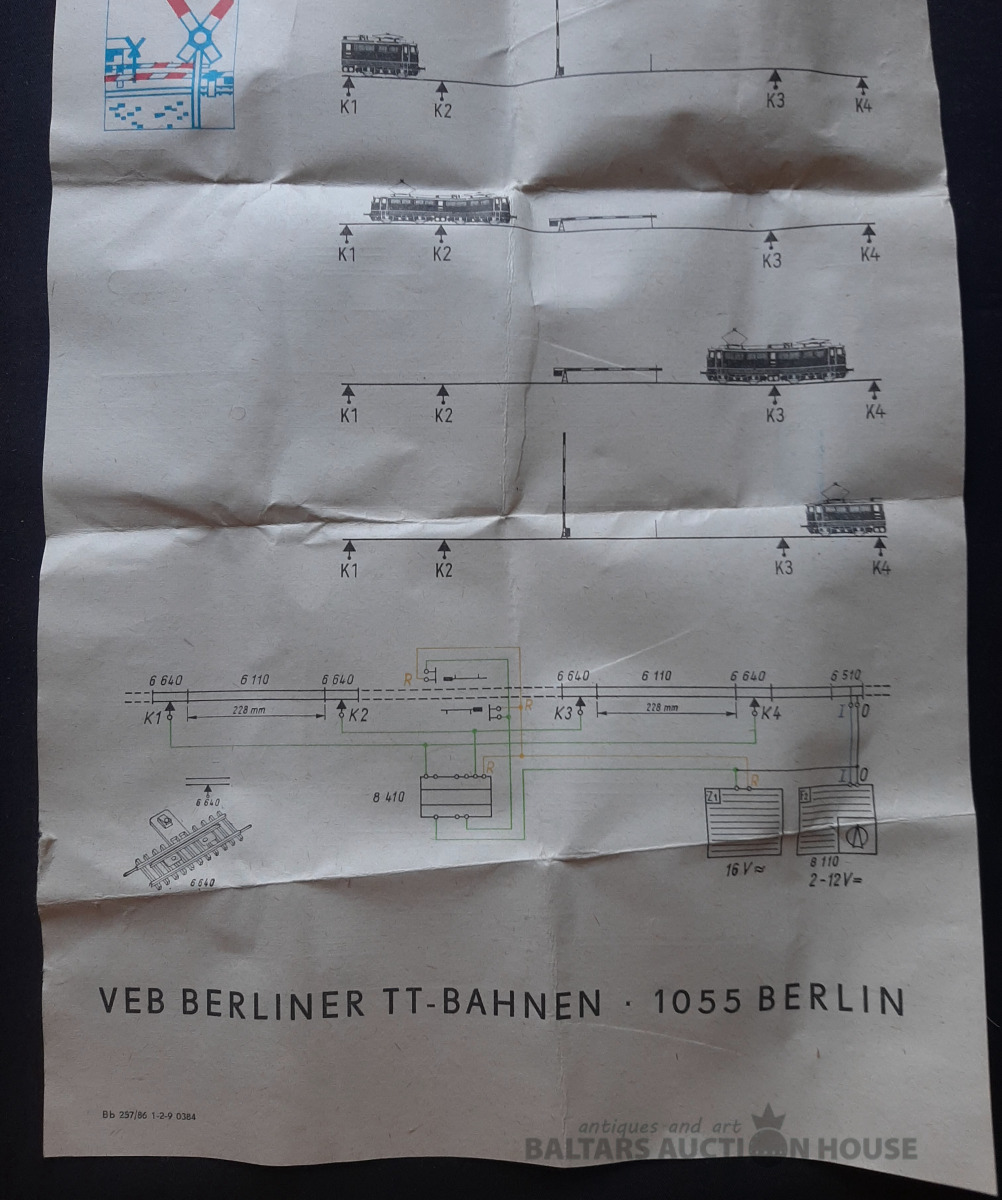 K1 K2 K3 K4
K1 K2 K3 K4
K1 K2 K3 K4
K1 K2 K3 K4
6 640 6 110 6 640 6 640 6 110 6 640 6 510
R
R
K1 228 mm K2 K3 228 mm K4 I 0
8 410 R R I 0
Z1 F2
6 640
16 V≈ 8 110
2-12V=
6 640
VEB BERLINER TT-BAHNEN · 1055 BERLIN
Bb 257/86 1-2-9 0384
antiques and art
BALTARS AUCTION HOUSE